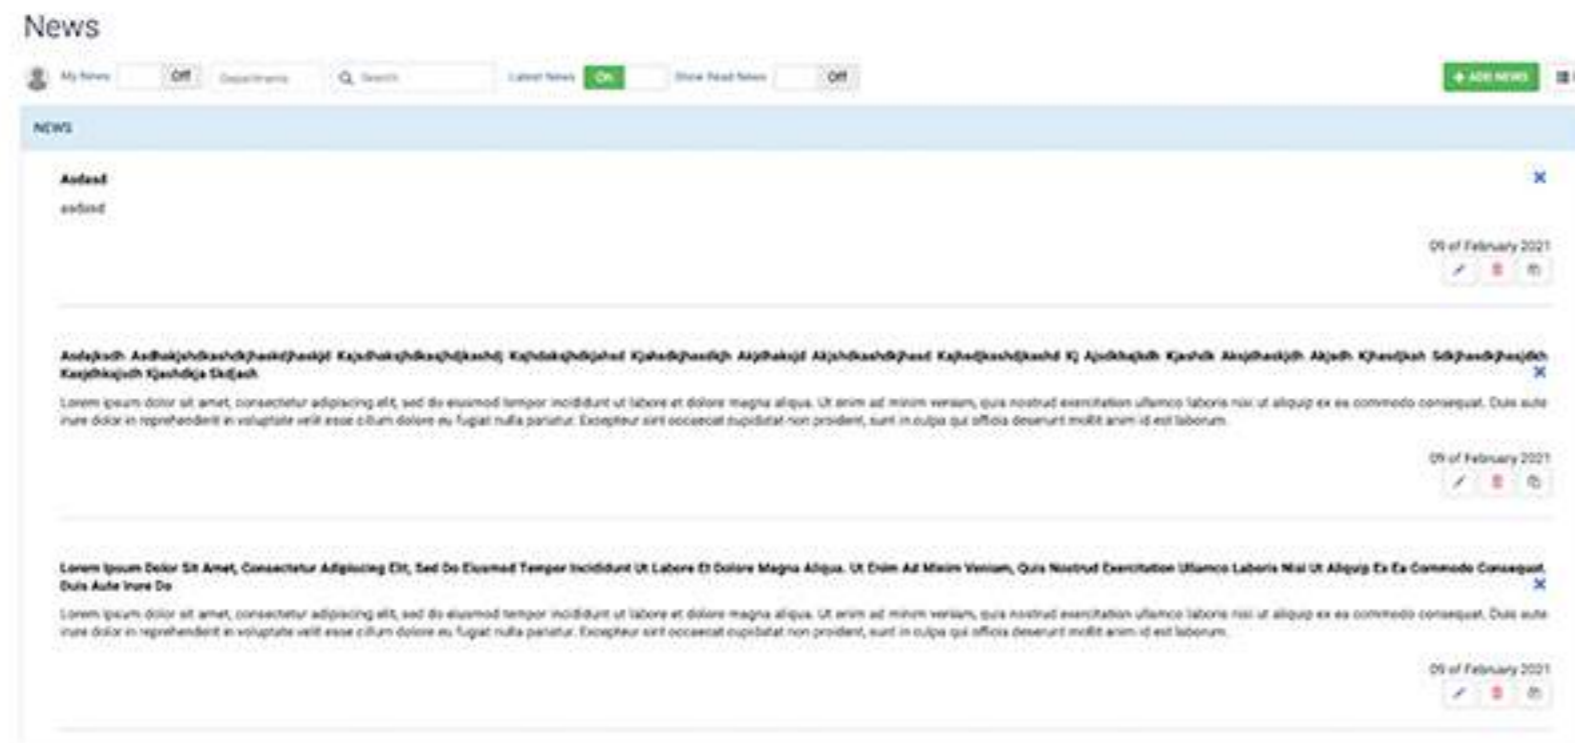 News
My News Off Departments Search Latest News On Show Read News Off + ADD NEWS
NEWS
Asdasd
asdasd
09 of February 2021
Kj
Lorem ipsum dolor sit amet, consectetur adipiscing elit, sed do eiusmod tempor incididunt ut labore et dolore magna aliqua. Ut enim ad minim veniam, quis nostrud exercitation ullamco laboris nisi ut aliquip ex ea commodo consequat. Duis aute
irure dolor in reprehenderit in voluptate velit esse cillum dolore eu fugiat nulla pariatur. Excepteur sint occaecat cupidatat non proident, sunt in culpa qui officia deserunt mollit anim id est laborum.
09 of February 2021
Lorem Ipsum Dolor Sit Amet, Consectetur Adipiscing Elit, Sed Do Eiusmod Tempor Incididunt Ut Labore Et Dolore Magna Aliqua. Ut Enim Ad Minim Veniam, Quis Nostrud Exercitation Ullamco Laboris Nisi Ut Aliquip Ex Ea Commodo Consequat.
Duis Aute Irure Do
Lorem ipsum dolor sit amet, consectetur adipiscing elit, sed do eiusmod tempor incididunt ut labore et dolore magna aliqua. Ut enim ad minim veniam, quis nostrud exercitation ullamco laboris nisi ut aliquip ex ea commodo consequat. Duis aute
irure dolor in reprehenderit in voluptate velit esse cillum dolore eu fugiat nulla pariatur. Excepteur sint occaecat cupidatat non proident, sunt in culpa qui officia deserunt mollit anim id est laborum.
09 of February 2021